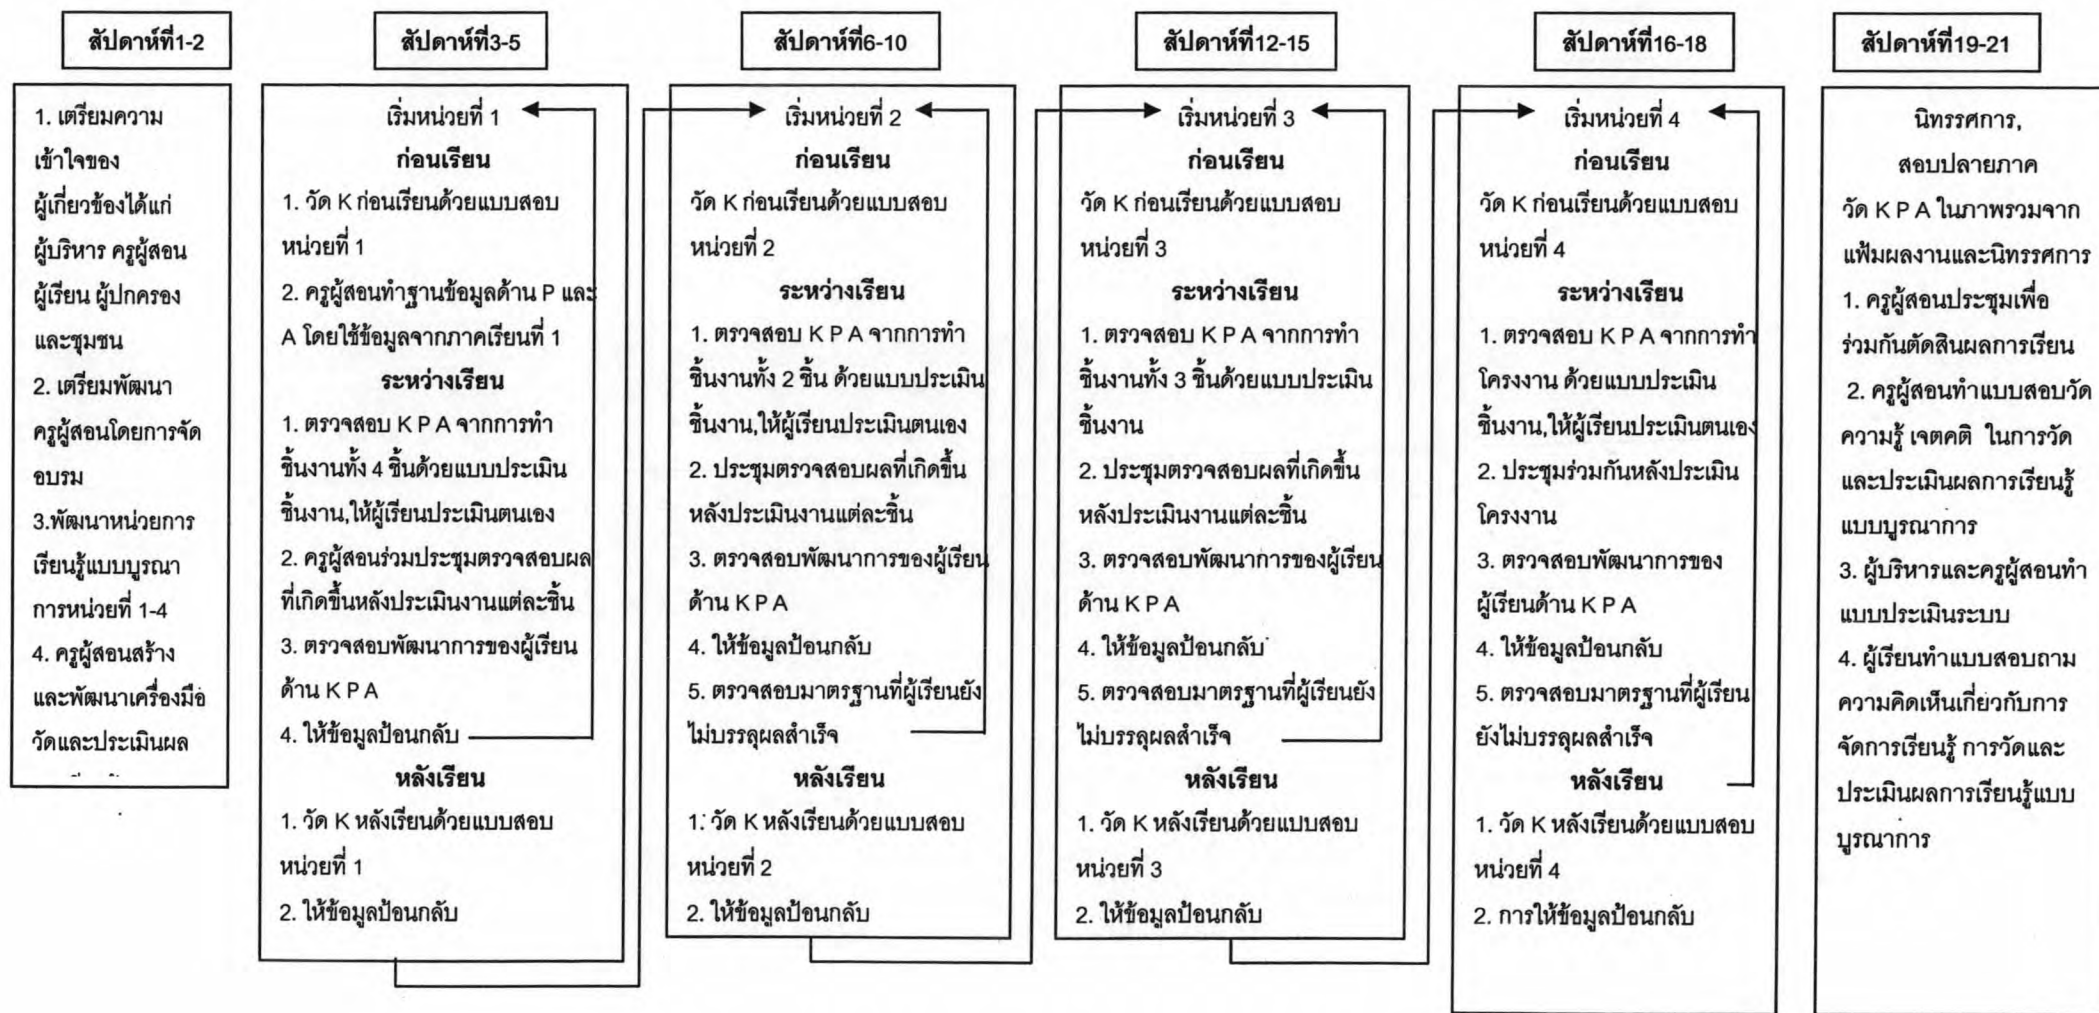 สัปดาห์ที่1-2
1. เตรียมความ
เข้าใจของ
ผู้เกี่ยวข้องได้แก่
ผู้บริหาร ครูผู้สอน
ผู้เรียน ผู้ปกครอง
และชุมชน
2. เตรียมพัฒนา
ครูผู้สอนโดยการจัด
อบรม
3.พัฒนาหน่วยการ
เรียนรู้แบบบูรณา
การหน่วยที่ 1-4
4. ครูผู้สอนสร้าง
และพัฒนาเครื่องมือ
วัดและประเมินผล
สัปดาห์ที่3-5
เริ่มหน่วยที่ 1
ก่อนเรียน
1. วัด K ก่อนเรียนด้วยแบบสอบ
หน่วยที่ 1
2. ครูผู้สอนทำฐานข้อมูลด้าน P และ
A โดยใช้ข้อมูลจากภาคเรียนที่ 1
ระหว่างเรียน
1. ตรวจสอบ K P A จากการทำ
ชิ้นงานทั้ง 4 ชิ้นด้วยแบบประเมิน
ชิ้นงาน,ให้ผู้เรียนประเมินตนเอง
2. ครูผู้สอนร่วมประชุมตรวจสอบผล
ที่เกิดขึ้นหลังประเมินงานแต่ละชิ้น
3. ตรวจสอบพัฒนาการของผู้เรียน
ด้าน K P A
4. ให้ข้อมูลป้อนกลับ
หลังเรียน
1. วัด K หลังเรียนด้วยแบบสอบ
หน่วยที่ 1
2. ให้ข้อมูลป้อนกลับ
สัปดาห์ที่6-10
เริ่มหน่วยที่ 2
ก่อนเรียน
วัด K ก่อนเรียนด้วยแบบสอบ
หน่วยที่ 2
ระหว่างเรียน
1. ตรวจสอบ K P A จากการทำ
ชิ้นงานทั้ง 2 ชิ้น ด้วยแบบประเมิน
ชิ้นงาน,ให้ผู้เรียนประเมินตนเอง
2. ประชุมตรวจสอบผลที่เกิดขึ้น
หลังประเมินงานแต่ละชิ้น
3. ตรวจสอบพัฒนาการของผู้เรียน
ด้าน K P A
4. ให้ข้อมูลป้อนกลับ
5. ตรวจสอบมาตรฐานที่ผู้เรียนยัง
ไม่บรรลุผลสำเร็จ
หลังเรียน
1. วัด K หลังเรียนด้วยแบบสอบ
หน่วยที่ 2
2. ให้ข้อมูลป้อนกลับ
สัปดาห์ที่12-15
เริ่มหน่วยที่ 3
ก่อนเรียน
วัด K ก่อนเรียนด้วยแบบสอบ
หน่วยที่ 3
ระหว่างเรียน
1. ตรวจสอบ K P A จากการทำ
ชิ้นงานทั้ง 3 ชิ้นด้วยแบบประเมิน
ชิ้นงาน
2. ประชุมตรวจสอบผลที่เกิดขึ้น
หลังประเมินงานแต่ละชิ้น
3. ตรวจสอบพัฒนาการของผู้เรียน
ด้าน K P A
4. ให้ข้อมูลป้อนกลับ
5. ตรวจสอบมาตรฐานที่ผู้เรียนยัง
ไม่บรรลุผลสำเร็จ
หลังเรียน
1. วัด K หลังเรียนด้วยแบบสอบ
หน่วยที่ 3
2. ให้ข้อมูลป้อนกลับ
สัปดาห์ที่16-18
เริ่มหน่วยที่ 4
ก่อนเรียน
วัด K ก่อนเรียนด้วยแบบสอบ
หน่วยที่ 4
ระหว่างเรียน
1. ตรวจสอบ K P A จากการทำ
โครงงาน ด้วยแบบประเมิน
ชิ้นงาน,ให้ผู้เรียนประเมินตนเอง
2. ประชุมร่วมกันหลังประเมิน
โครงงาน
3. ตรวจสอบพัฒนาการของ
ผู้เรียนด้าน K P A
4. ให้ข้อมูลป้อนกลับ
5. ตรวจสอบมาตรฐานที่ผู้เรียน
ยังไม่บรรลุผลสำเร็จ
หลังเรียน
1. วัด K หลังเรียนด้วยแบบสอบ
หน่วยที่ 4
2. การให้ข้อมูลป้อนกลับ
สัปดาห์ที่19-21
นิทรรศการ,
สอบปลายภาค
วัด K P A ในภาพรวมจาก
แฟ้มผลงานและนิทรรศการ
1. ครูผู้สอนประชุมเพื่อ
ร่วมกันตัดสินผลการเรียน
2. ครูผู้สอนทำแบบสอบวัด
ความรู้ เจตคติ ในการวัด
และประเมินผลการเรียนรู้
แบบบูรณาการ
3. ผู้บริหารและครูผู้สอนทำ
แบบประเมินระบบ
4. ผู้เรียนทำแบบสอบถาม
ความคิดเห็นเกี่ยวกับการ
จัดการเรียนรู้ การวัดและ
ประเมินผลการเรียนรู้แบบ
บูรณาการ